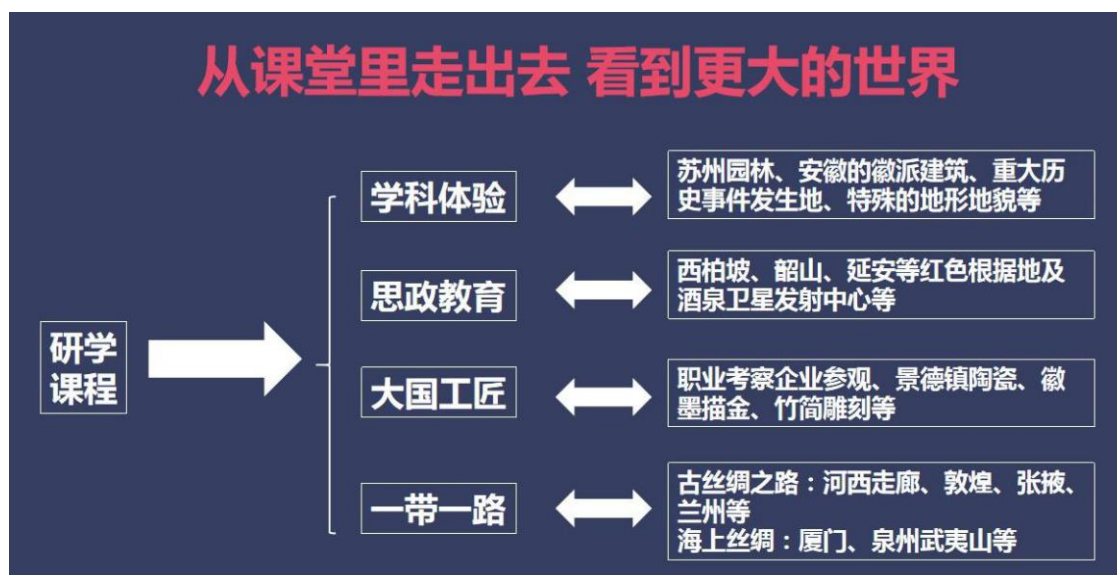 从课堂里走出去 看到更大的世界
研学
课程
学科体验
苏州园林、安徽的徽派建筑、重大历
史事件发生地、特殊的地形地貌等
思政教育
西柏坡、韶山、延安等红色根据地及
酒泉卫星发射中心等
大国工匠
职业考察企业参观、景德镇陶瓷、徽
墨描金、竹简雕刻等
一带一路
古丝绸之路：河西走廊、敦煌、张掖、
兰州等
海上丝绸：厦门、泉州武夷山等